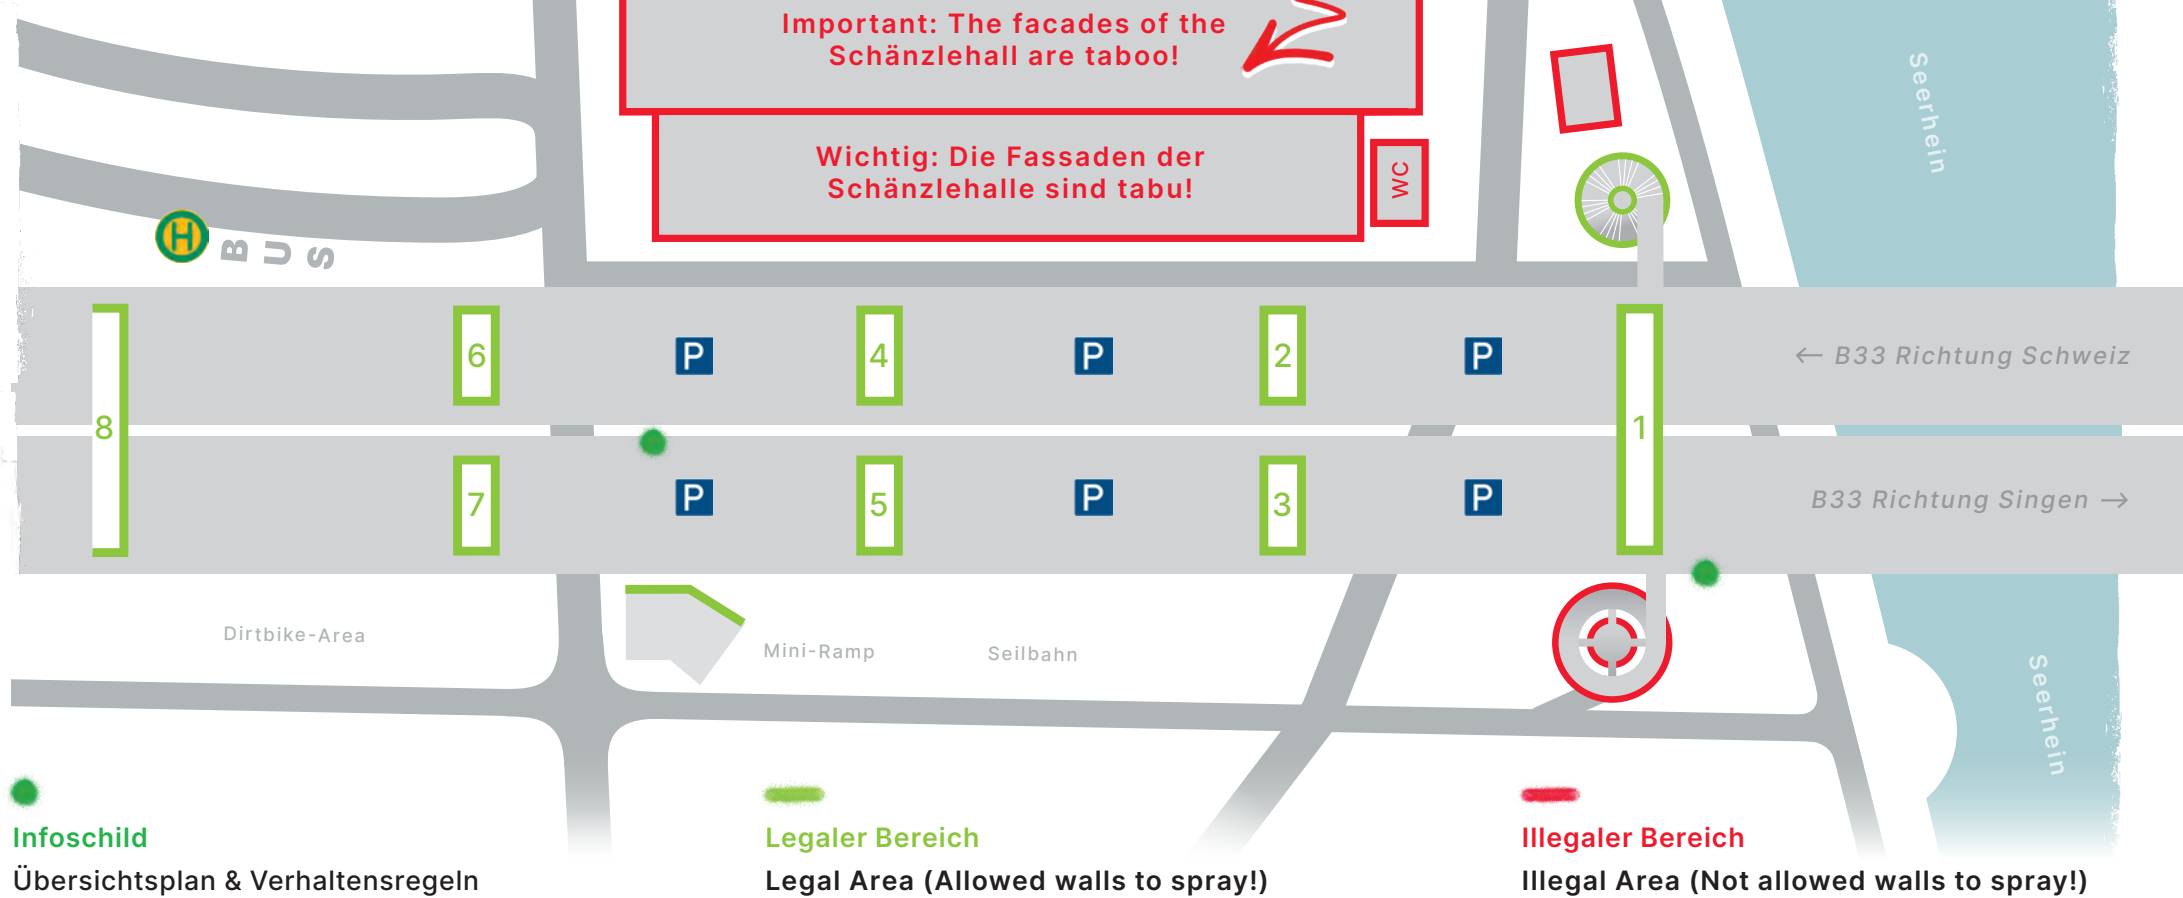 Important: The facades of the
Schänzlehall are taboo!
Wichtig: Die Fassaden der
Schänzlehalle sind tabu!
WC
Seerhein
H
BUS
6
P
4
P
2
P
← B33 Richtung Schweiz
8
1
7
P
5
P
3
P
B33 Richtung Singen →
Dirtbike-Area
Mini-Ramp
Seilbahn
Seerhein
Infoschild
Übersichtsplan & Verhaltensregeln
Legaler Bereich
Legal Area (Allowed walls to spray!)
Illegaler Bereich
Illegal Area (Not allowed walls to spray!)